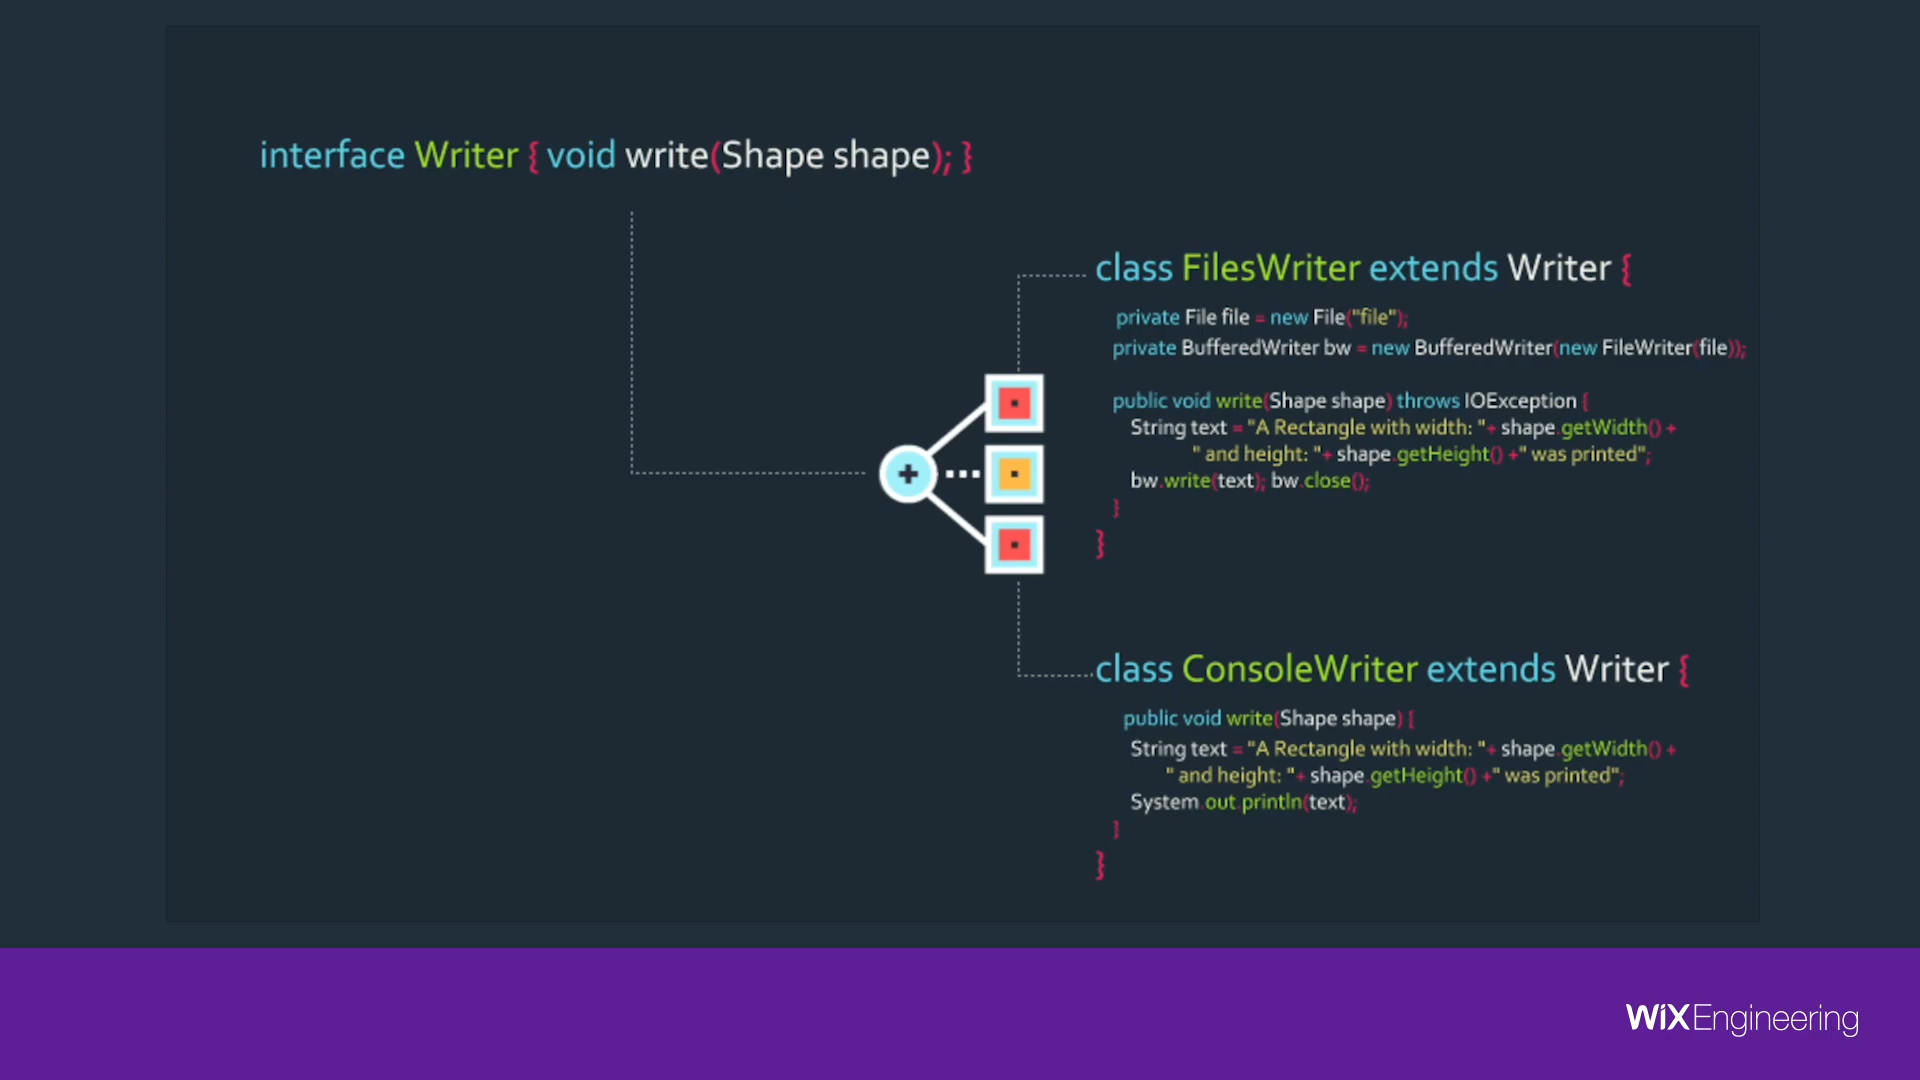 interface Writer { void write(Shape shape); }
class FilesWriter extends Writer {
private File file = new File("file");
private BufferedWriter bw = new BufferedWriter(new FileWriter(file));
public void write(Shape shape) throws IOException {
String text = "A Rectangle with width: "+ shape.getWidth() +
" and height: "+ shape.getHeight() +" was printed";
bw.write(text); bw.close();
}
}
class ConsoleWriter extends Writer {
public void write(Shape shape) {
String text = "A Rectangle with width: "+ shape.getWidth() +
" and height: "+ shape.getHeight() +" was printed";
System.out.println(text);
}
}
WiXEngineering